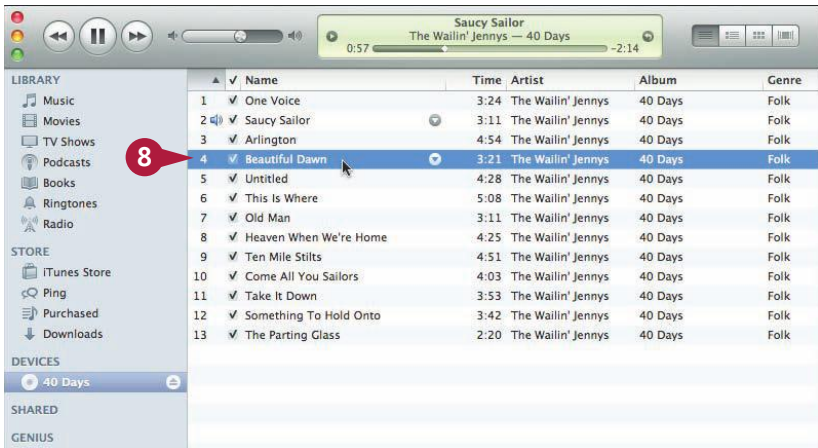 Saucy Sailor
The Wailin' Jennys — 40 Days
0:57 -2:14
LIBRARY
Music
Movies
TV Shows
Podcasts
Books
Ringtones
Radio
STORE
iTunes Store
Ping
Purchased
Downloads
DEVICES
40 Days
SHARED
GENIUS
8
Name Time Artist Album Genre
1 One Voice 3:24 The Wailin' Jennys 40 Days Folk
2 Saucy Sailor 3:11 The Wailin' Jennys 40 Days Folk
3 Arlington 4:54 The Wailin' Jennys 40 Days Folk
4 Beautiful Dawn 3:21 The Wailin' Jennys 40 Days Folk
5 Untitled 4:28 The Wailin' Jennys 40 Days Folk
6 This Is Where 5:08 The Wailin' Jennys 40 Days Folk
7 Old Man 3:11 The Wailin' Jennys 40 Days Folk
8 Heaven When We're Home 4:25 The Wailin' Jennys 40 Days Folk
9 Ten Mile Stilts 4:51 The Wailin' Jennys 40 Days Folk
10 Come All You Sailors 4:03 The Wailin' Jennys 40 Days Folk
11 Take It Down 3:53 The Wailin' Jennys 40 Days Folk
12 Something To Hold Onto 3:42 The Wailin' Jennys 40 Days Folk
13 The Parting Glass 2:20 The Wailin' Jennys 40 Days Folk